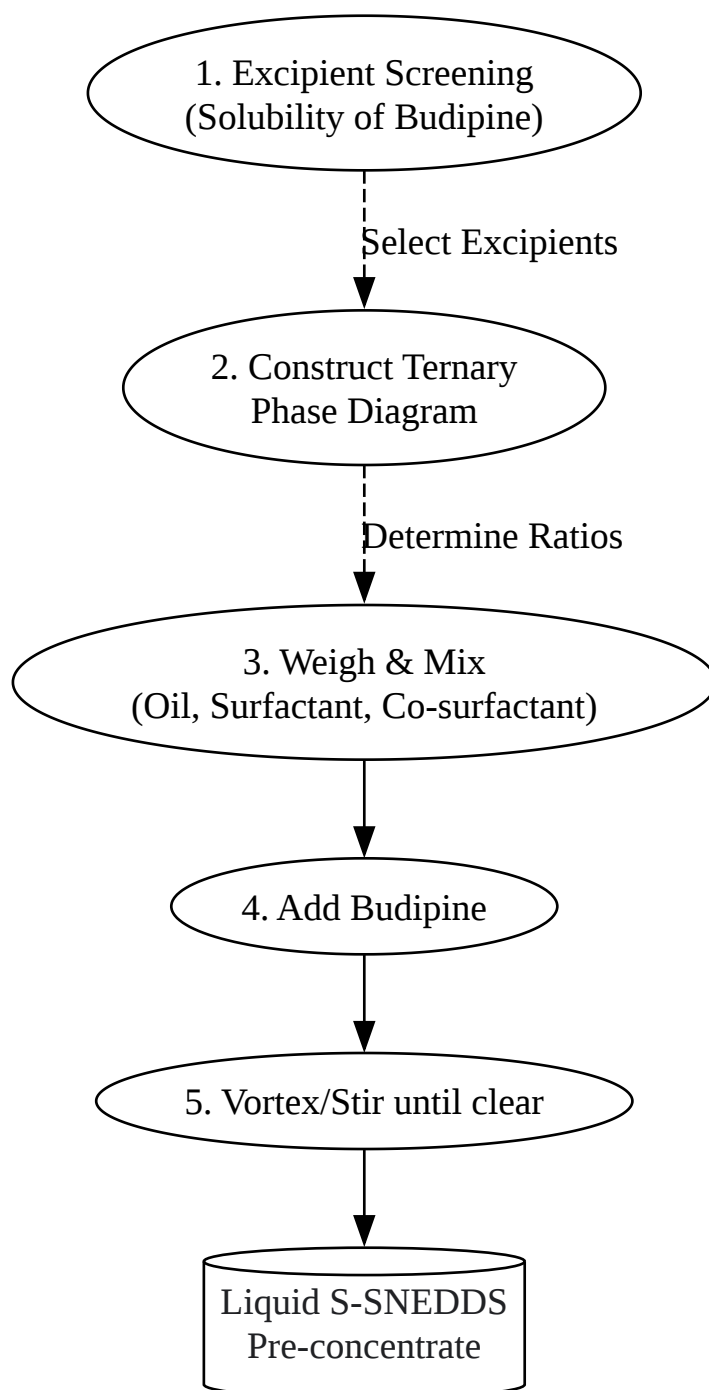 1. Excipient Screening
(Solubility of Budipine)
Select Excipients
2. Construct Ternary
Phase Diagram
Determine Ratios
3. Weigh & Mix
(Oil, Surfactant, Co-surfactant)
4. Add Budipine
5. Vortex/Stir until clear
Liquid S-SNEDDS
Pre-concentrate